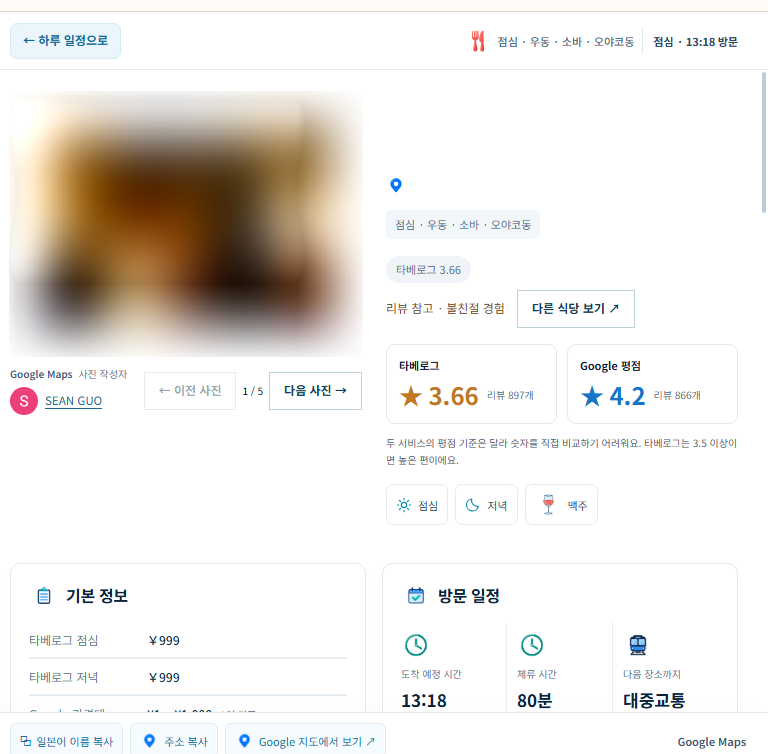 ← 하루 일정으로
점심 · 우동 · 소바 · 오야코동
점심 · 13:18 방문
점심 · 우동 · 소바 · 오야코동
타베로그 3.66
리뷰 참고 · 불친절 경험
다른 식당 보기 ↗
Google Maps 사진 작성자
S
SEAN GUO
← 이전 사진
1 / 5
다음 사진 →
타베로그
★ 3.66 리뷰 897개
Google 평점
★ 4.2 리뷰 866개
두 서비스의 평점 기준은 달라 숫자를 직접 비교하기 어려워요. 타베로그는 3.5 이상이
면 높은 편이에요.
점심
저녁
맥주
기본 정보
타베로그 점심 ￥999
타베로그 저녁 ￥999
방문 일정
도착 예정 시간
13:18
체류 시간
80분
다음 장소까지
대중교통
일본어 이름 복사
주소 복사
Google 지도에서 보기 ↗
Google Maps